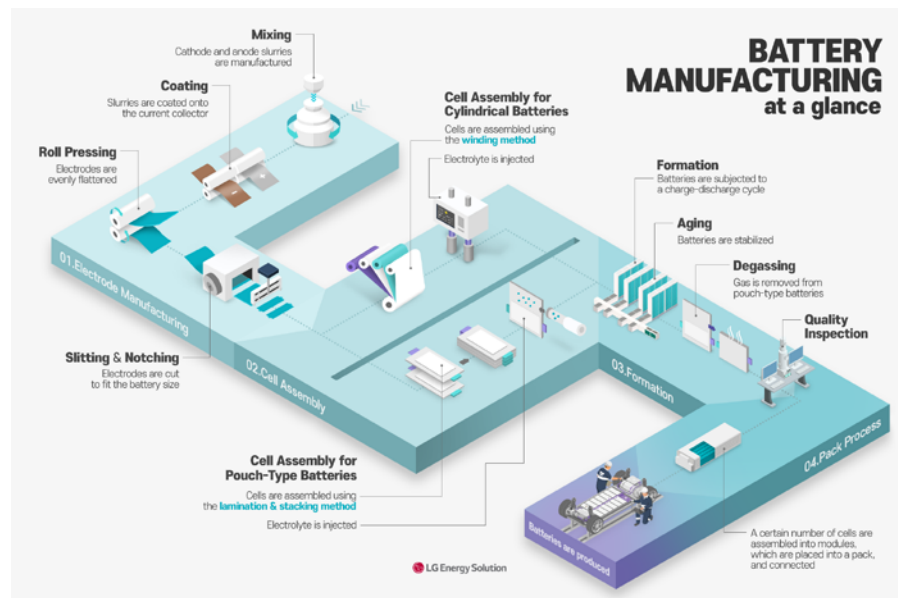 BATTERY
MANUFACTURING
at a glance
Mixing
Cathode and anode slurries
are manufactured
Coating
Slurries are coated onto
the current collector
Roll Pressing
Electrodes are
evenly flattened
01.Electrode Manufacturing
Slitting & Notching
Electrodes are cut
to fit the battery size
Cell Assembly for
Cylindrical Batteries
Cells are assembled using
the winding method
Electrolyte is injected
02.Cell Assembly
Cell Assembly for
Pouch-Type Batteries
Cells are assembled using
the lamination & stacking method
Electrolyte is injected
Formation
Batteries are subjected to
a charge-discharge cycle
Aging
Batteries are stabilized
Degassing
Gas is removed from
pouch-type batteries
Quality
Inspection
03.Formation
04.Pack Process
A certain number of cells are
assembled into modules,
which are placed into a pack,
and connected
Batteries are produced
LG Energy Solution